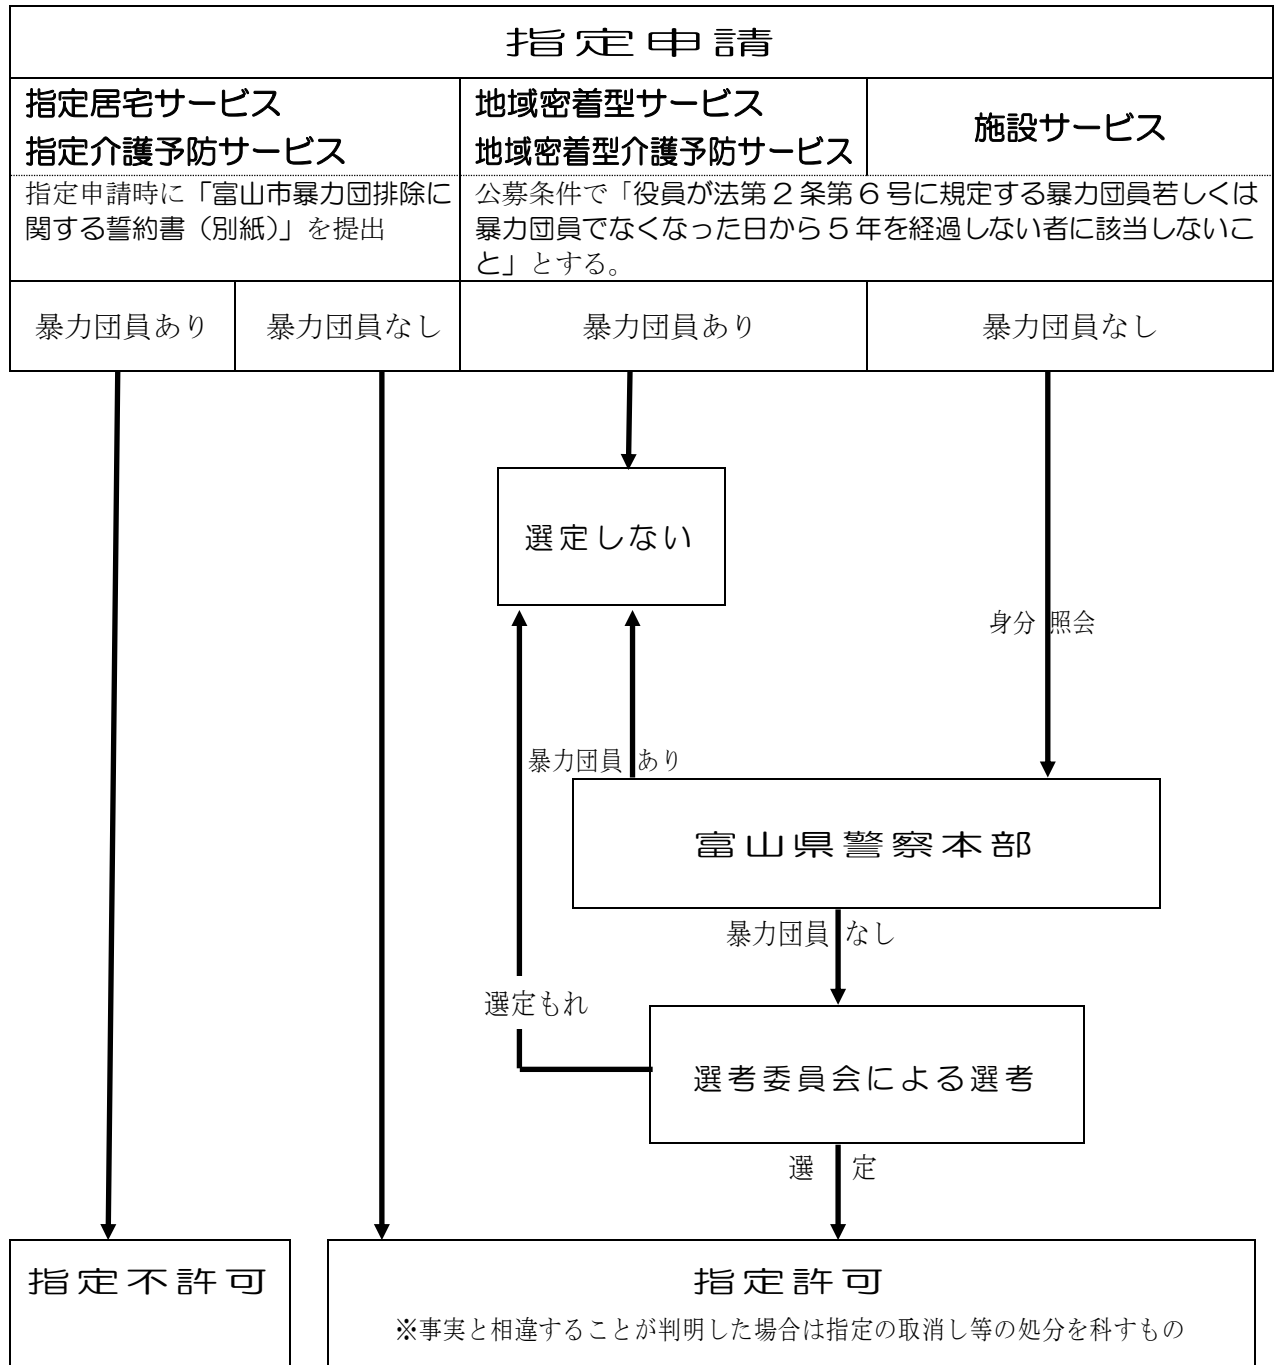 指定申請
指定居宅サービス
指定介護予防サービス
地域密着型サービス
地域密着型介護予防サービス
施設サービス
指定申請時に「富山市暴力団排除に
関する誓約書（別紙）」を提出
公募条件で「役員が法第２条第６号に規定する暴力団員若しくは
暴力団員でなくなった日から５年を経過しない者に該当しないこ
と」とする。
暴力団員あり
暴力団員なし
暴力団員あり
暴力団員なし
選定しない
身分 照会
暴力団員 あり
富山県警察本部
暴力団員 なし
選定もれ
選考委員会による選考
選 定
指定不許可
指定許可
※事実と相違することが判明した場合は指定の取消し等の処分を科すもの